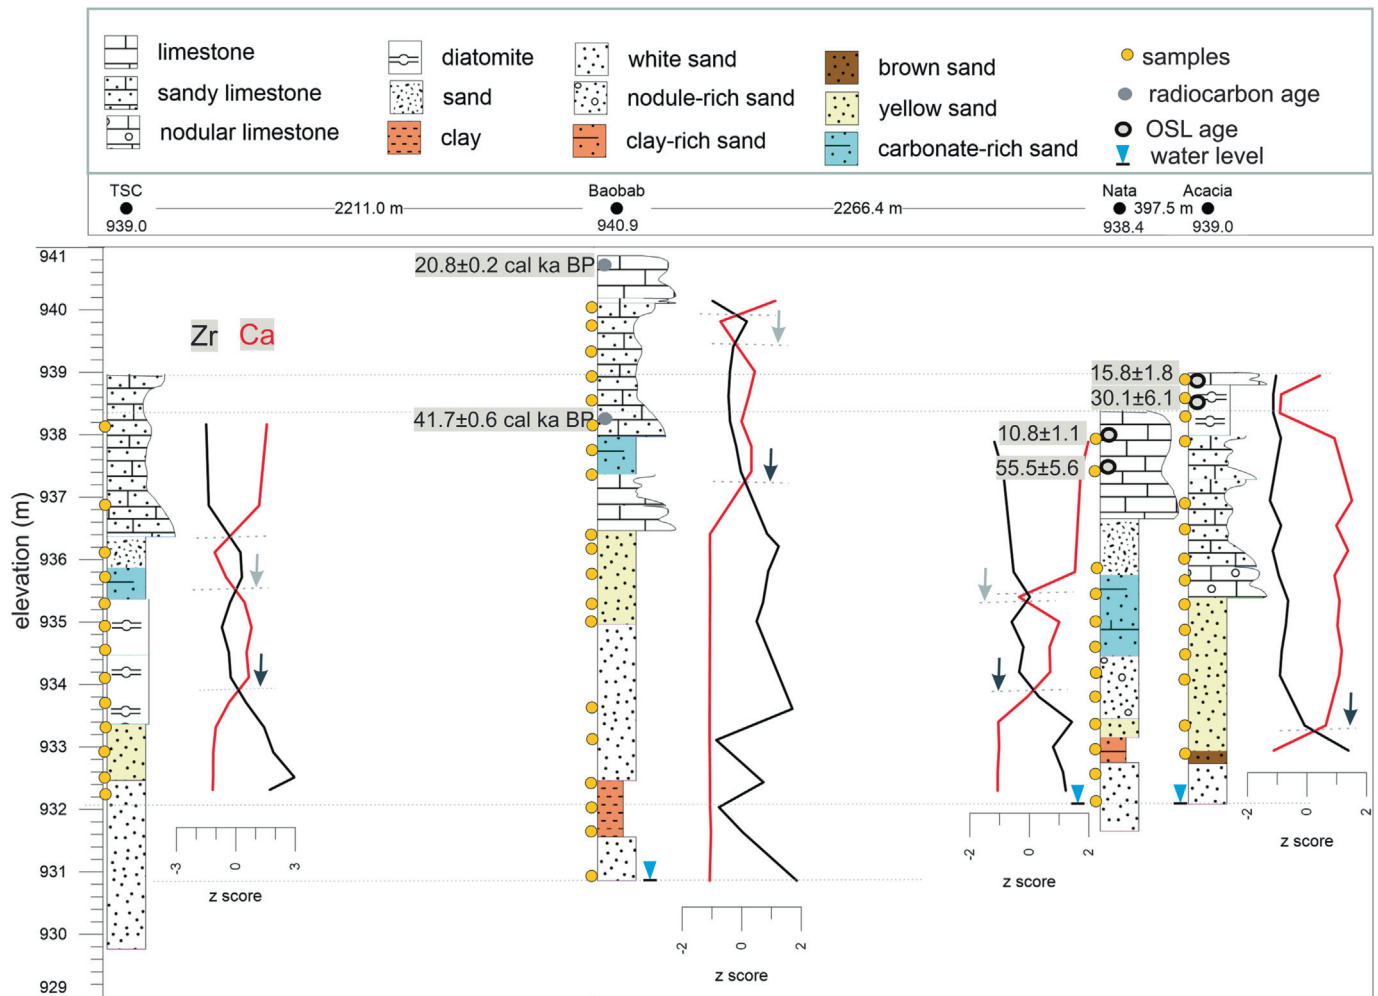 limestone
sandy limestone
nodular limestone
diatomite
sand
clay
white sand
nodule-rich sand
clay-rich sand
brown sand
yellow sand
carbonate-rich sand
samples
radiocarbon age
OSL age
water level
TSC 2211.0 m Baobab 2266.4 m Nata 397.5 m Acacia
939.0 940.9 938.4 939.0
elevation (m)
941
940
939
938
937
936
935
934
933
932
931
930
929
Zr Ca
20.8±0.2 cal ka BP
41.7±0.6 cal ka BP
15.8±1.8
30.1±6.1
10.8±1.1
55.5±5.6
-3 0 3
z score
-2 0 2
z score
-2 0 2
z score
-2 0 2
z score